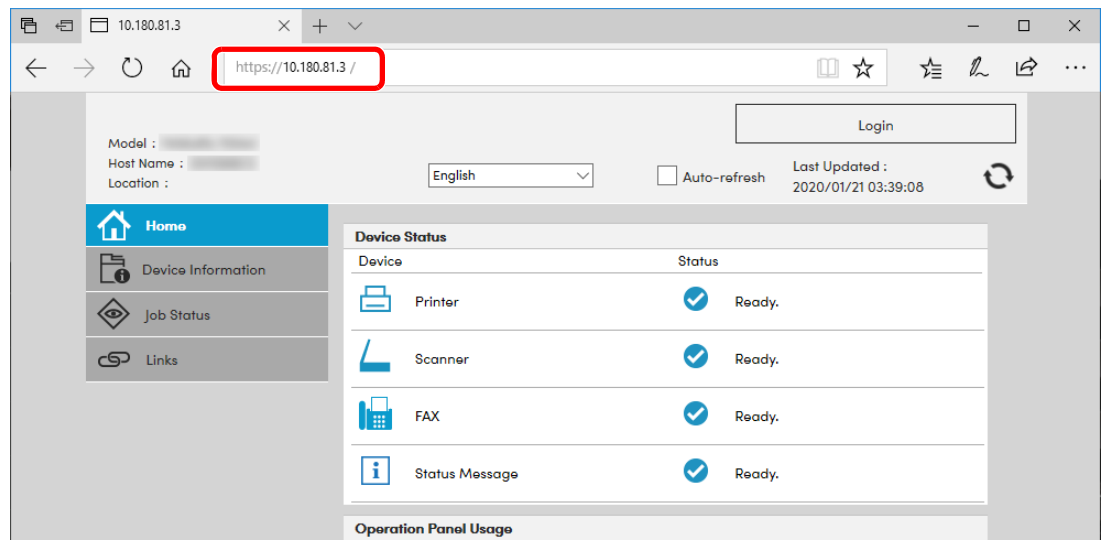 10.180.81.3
https://10.180.81.3 /
Login
Model :
Host Name :
Location :
English
Auto-refresh
Last Updated :
2020/01/21 03:39:08
Home
Device Information
Job Status
Links
Device Status
Device Status
Printer Ready.
Scanner Ready.
FAX Ready.
Status Message Ready.
Operation Panel Usage